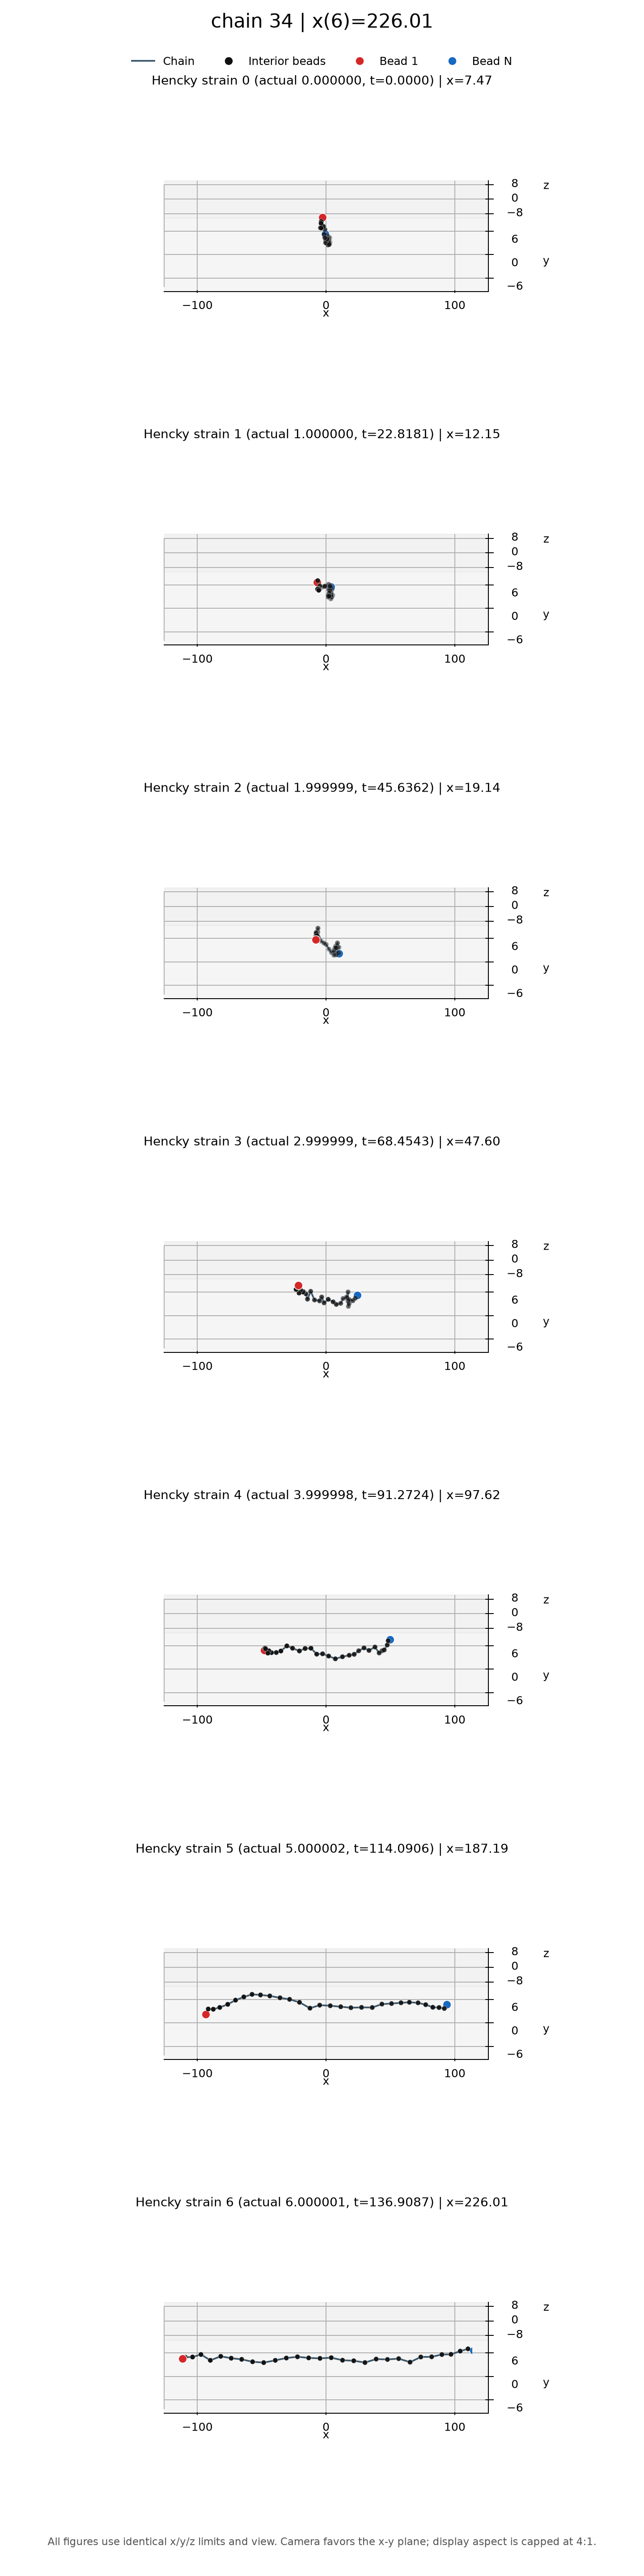 chain 34 | x(6)=226.01
Chain Interior beads Bead 1 Bead N
Hencky strain 0 (actual 0.000000, t=0.0000) | x=7.47
8 z
0
−8
6
0 y
−6
−100 0 100
x
Hencky strain 1 (actual 1.000000, t=22.8181) | x=12.15
8 z
0
−8
6
0 y
−6
−100 0 100
x
Hencky strain 2 (actual 1.999999, t=45.6362) | x=19.14
8 z
0
−8
6
0 y
−6
−100 0 100
x
Hencky strain 3 (actual 2.999999, t=68.4543) | x=47.60
8 z
0
−8
6
0 y
−6
−100 0 100
x
Hencky strain 4 (actual 3.999998, t=91.2724) | x=97.62
8 z
0
−8
6
0 y
−6
−100 0 100
x
Hencky strain 5 (actual 5.000002, t=114.0906) | x=187.19
8 z
0
−8
6
0 y
−6
−100 0 100
x
Hencky strain 6 (actual 6.000001, t=136.9087) | x=226.01
8 z
0
−8
6
0 y
−6
−100 0 100
x
All figures use identical x/y/z limits and view. Camera favors the x-y plane; display aspect is capped at 4:1.